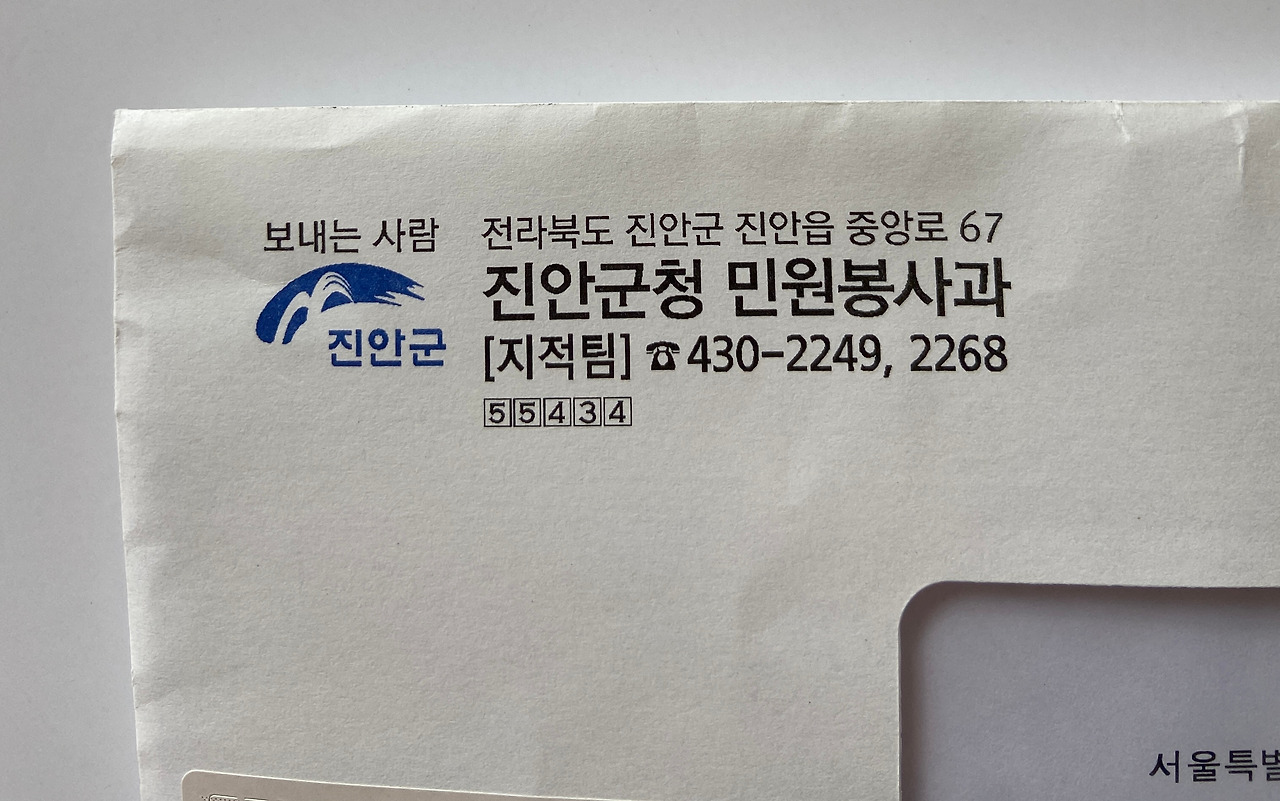 보내는 사람
진안군
전라북도 진안군 진안읍 중앙로 67
진안군청 민원봉사과
[지적팀] ☎430-2249, 2268
55434
서울특별